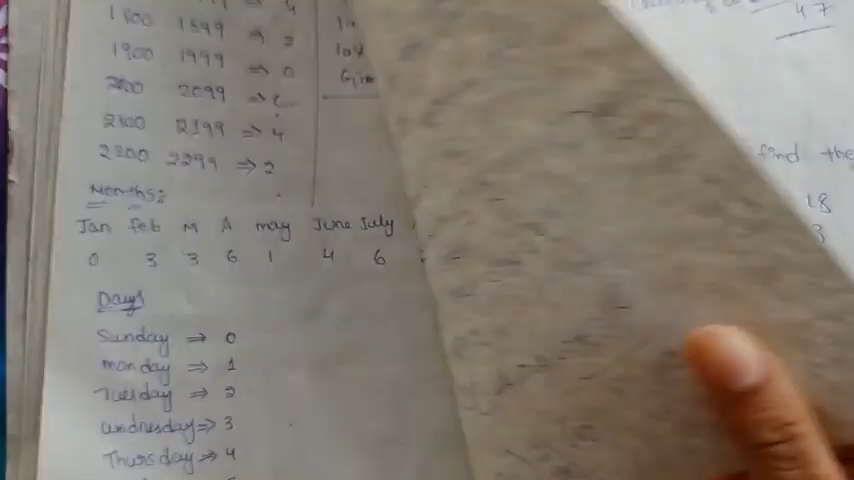 4
1800 1899 => 2
1900 1999 => 0
2000 2099 => 6
2100 2199 => 4
2200 2299 => 2
Months:
Jan Feb M A may June July
0 3 3 6 1 4 6
Days
Sunday => 0
monday => 1
Tuesday => 2
wednesday => 3
Thursday => 4
47
find the
18
3